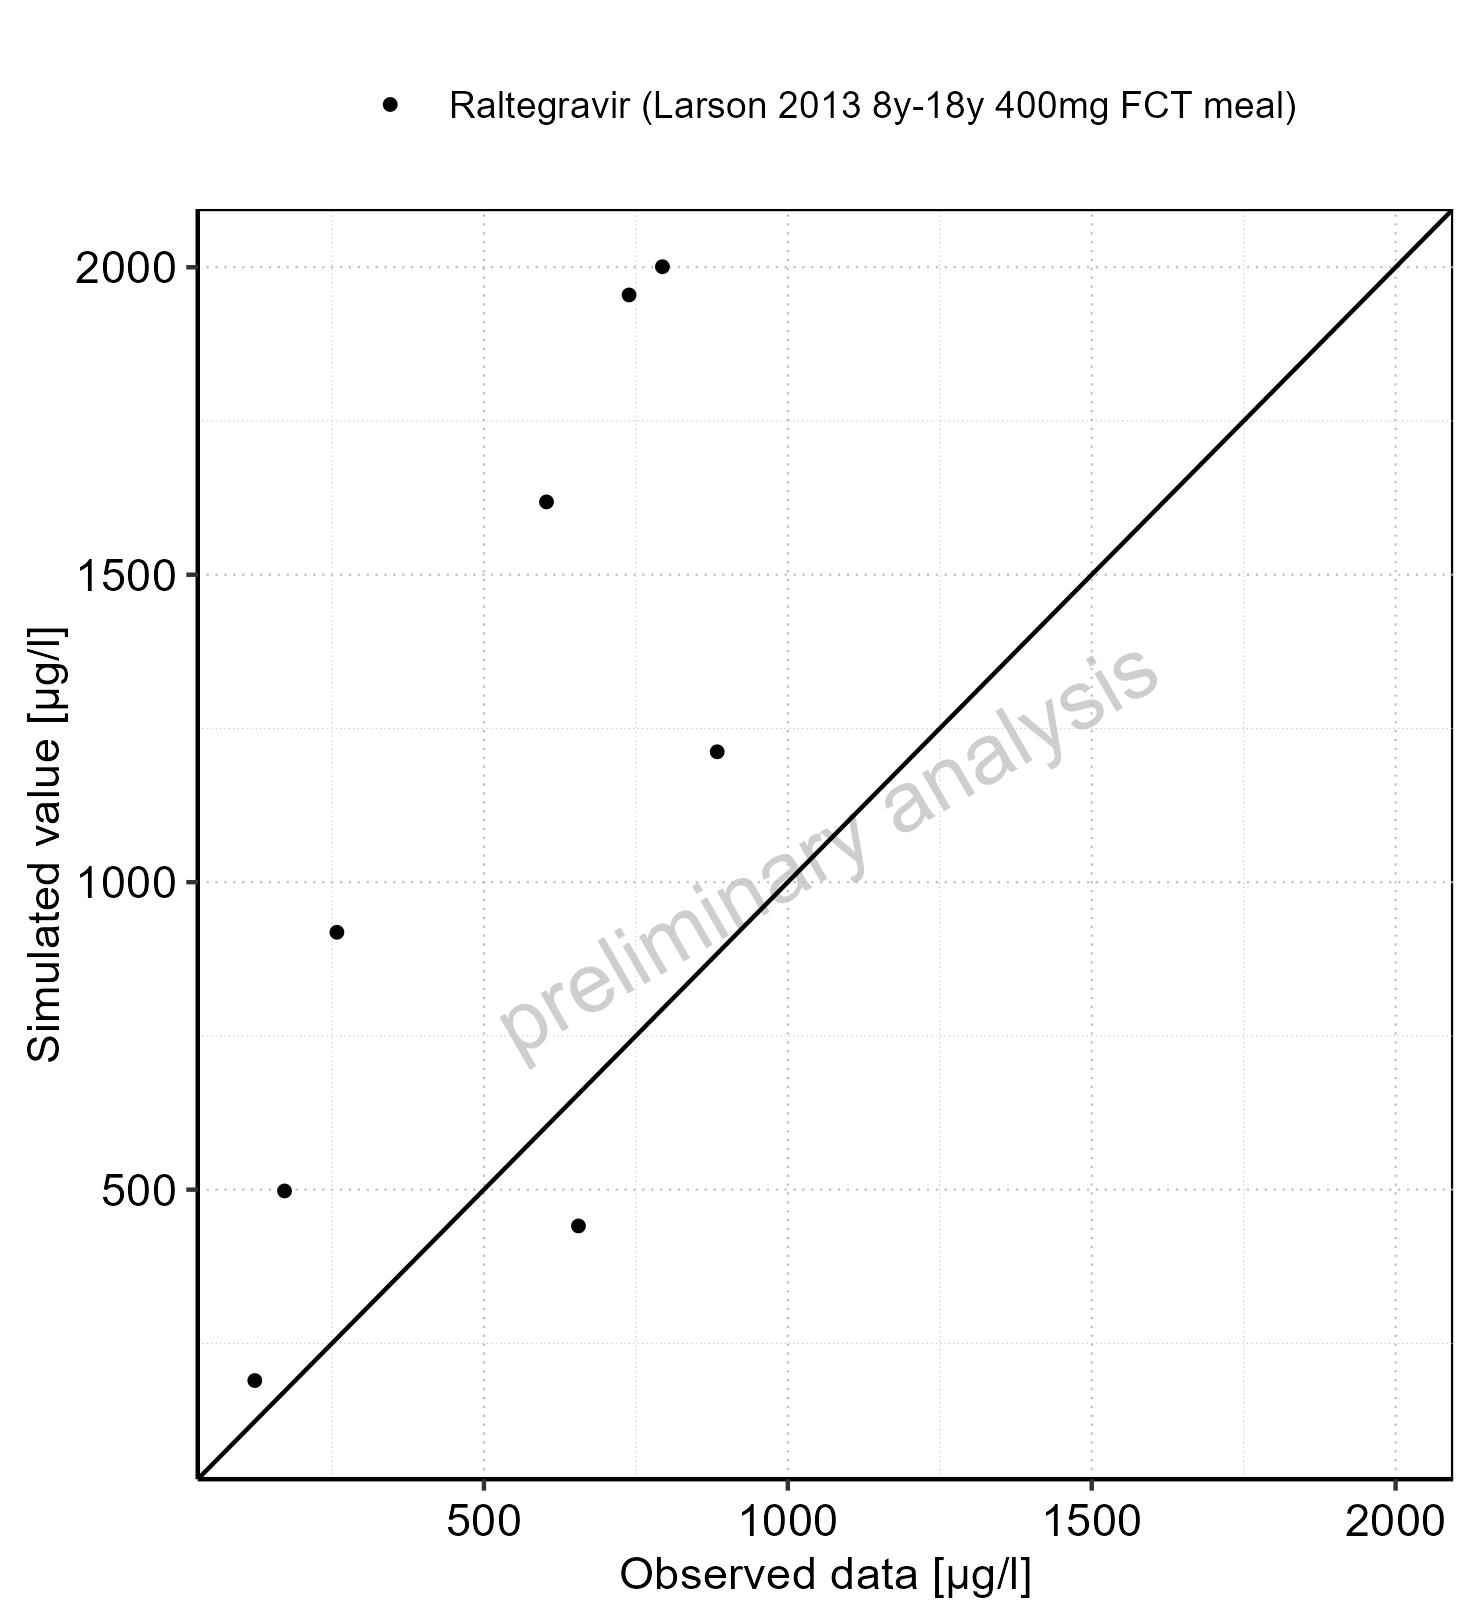 Raltegravir (Larson 2013 8y-18y 400mg FCT meal)
2000
1500
1000
500
Simulated value [µg/l]
preliminary analysis
500 1000 1500 2000
Observed data [µg/l]